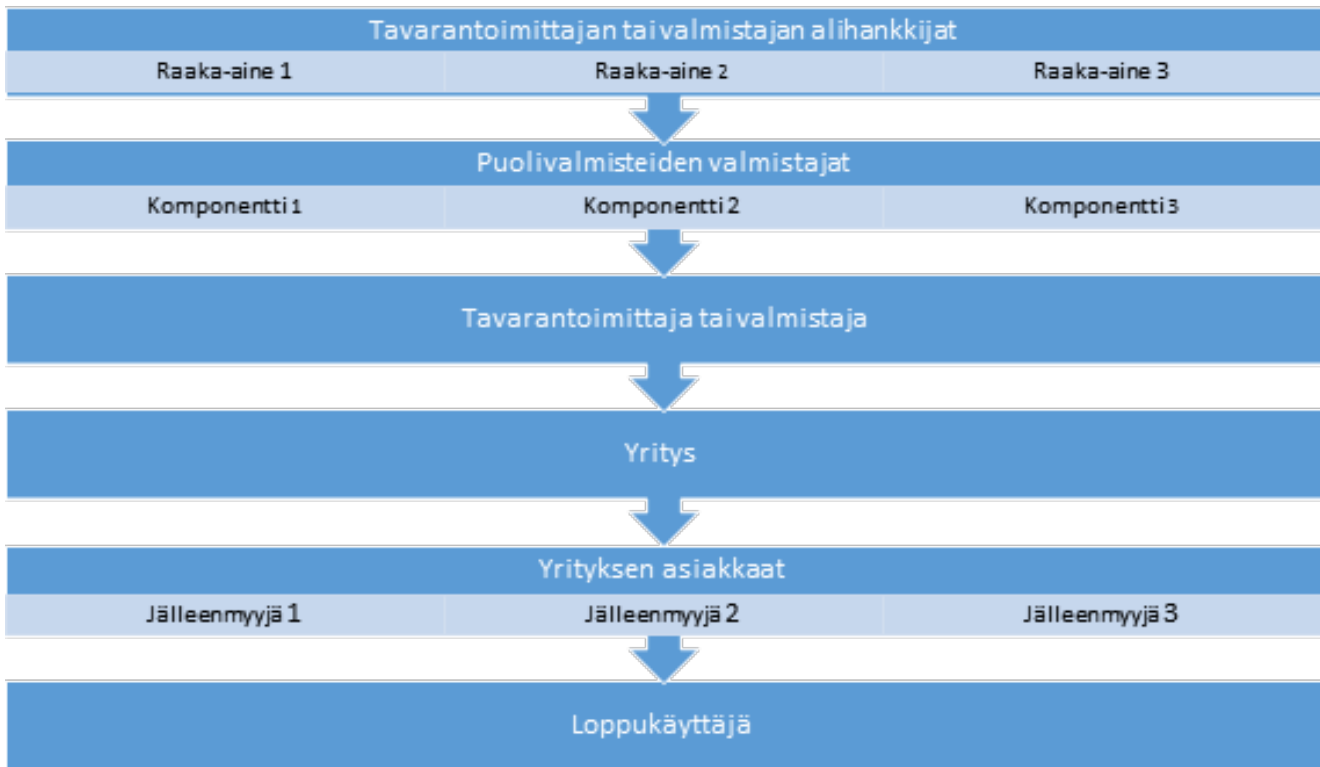 Tavarantoimittajan tai valmistajan alihankkijat
Raaka-aine 1 Raaka-aine 2 Raaka-aine 3
Puolivalmisteiden valmistajat
Komponentti 1 Komponentti 2 Komponentti 3
Tavarantoimittaja tai valmistaja
Yritys
Yrityksen asiakkaat
Jälleenmyyjä 1 Jälleenmyyjä 2 Jälleenmyyjä 3
Loppukäyttäjä